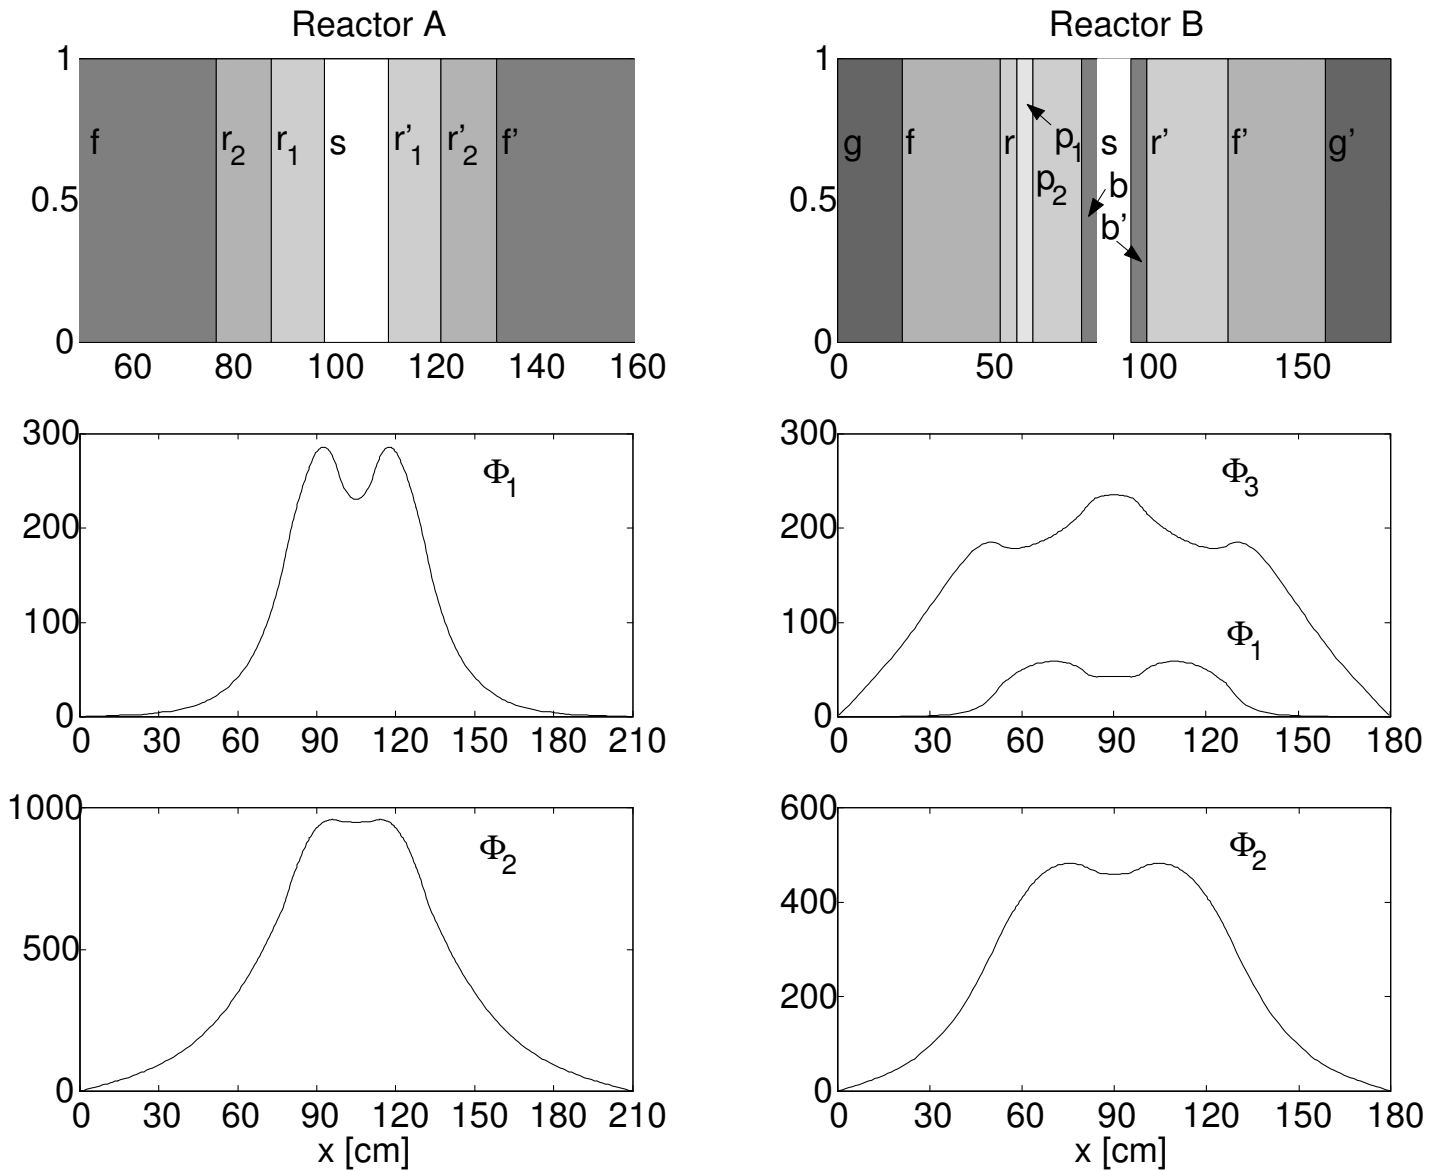 Reactor A
1
0.5
0
f r2 r1 s r'1 r'2 f'
60 80 100 120 140 160
Reactor B
1
0.5
0
g f r p1 s r' f' g'
p2 b
b'
0 50 100 150
300
200
100
0
Φ1
0 30 60 90 120 150 180 210
300
200
100
0
Φ3
Φ1
0 30 60 90 120 150 180
1000
500
0
Φ2
0 30 60 90 120 150 180 210
x [cm]
600
400
200
0
Φ2
0 30 60 90 120 150 180
x [cm]